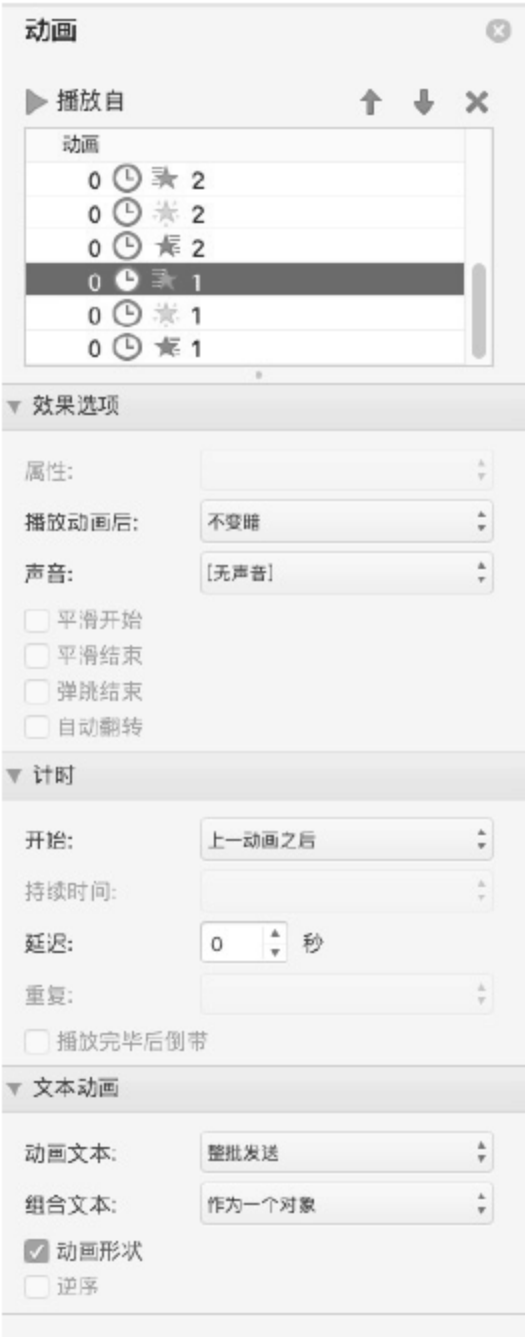 动画
播放自
动画
0 2
0 2
0 2
0 1
0 1
0 1
效果选项
属性:
播放动画后: 不变暗
声音: [无声音]
平滑开始
平滑结束
弹跳结束
自动翻转
计时
开始: 上一动画之后
持续时间:
延迟: 0 秒
重复:
播放完毕后倒带
文本动画
动画文本: 整批发送
组合文本: 作为一个对象
动画形状
逆序